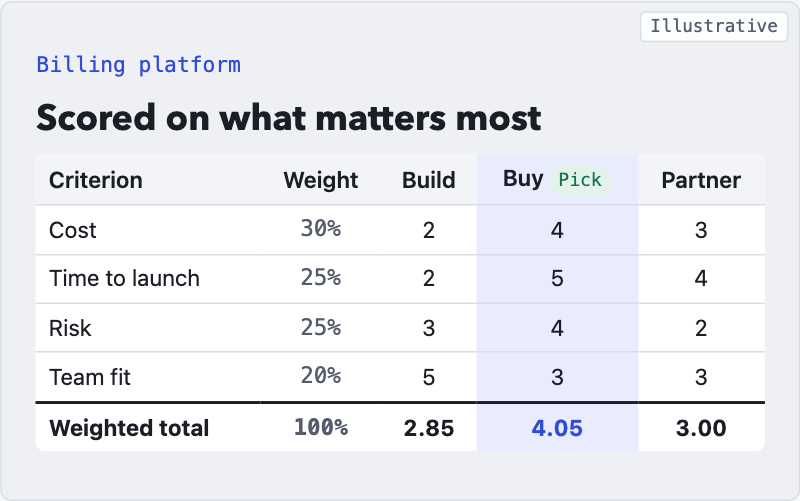 Illustrative
Billing platform
Scored on what matters most
Criterion Weight Build Buy Pick Partner
Cost 30% 2 4 3
Time to launch 25% 2 5 4
Risk 25% 3 4 2
Team fit 20% 5 3 3
Weighted total 100% 2.85 4.05 3.00